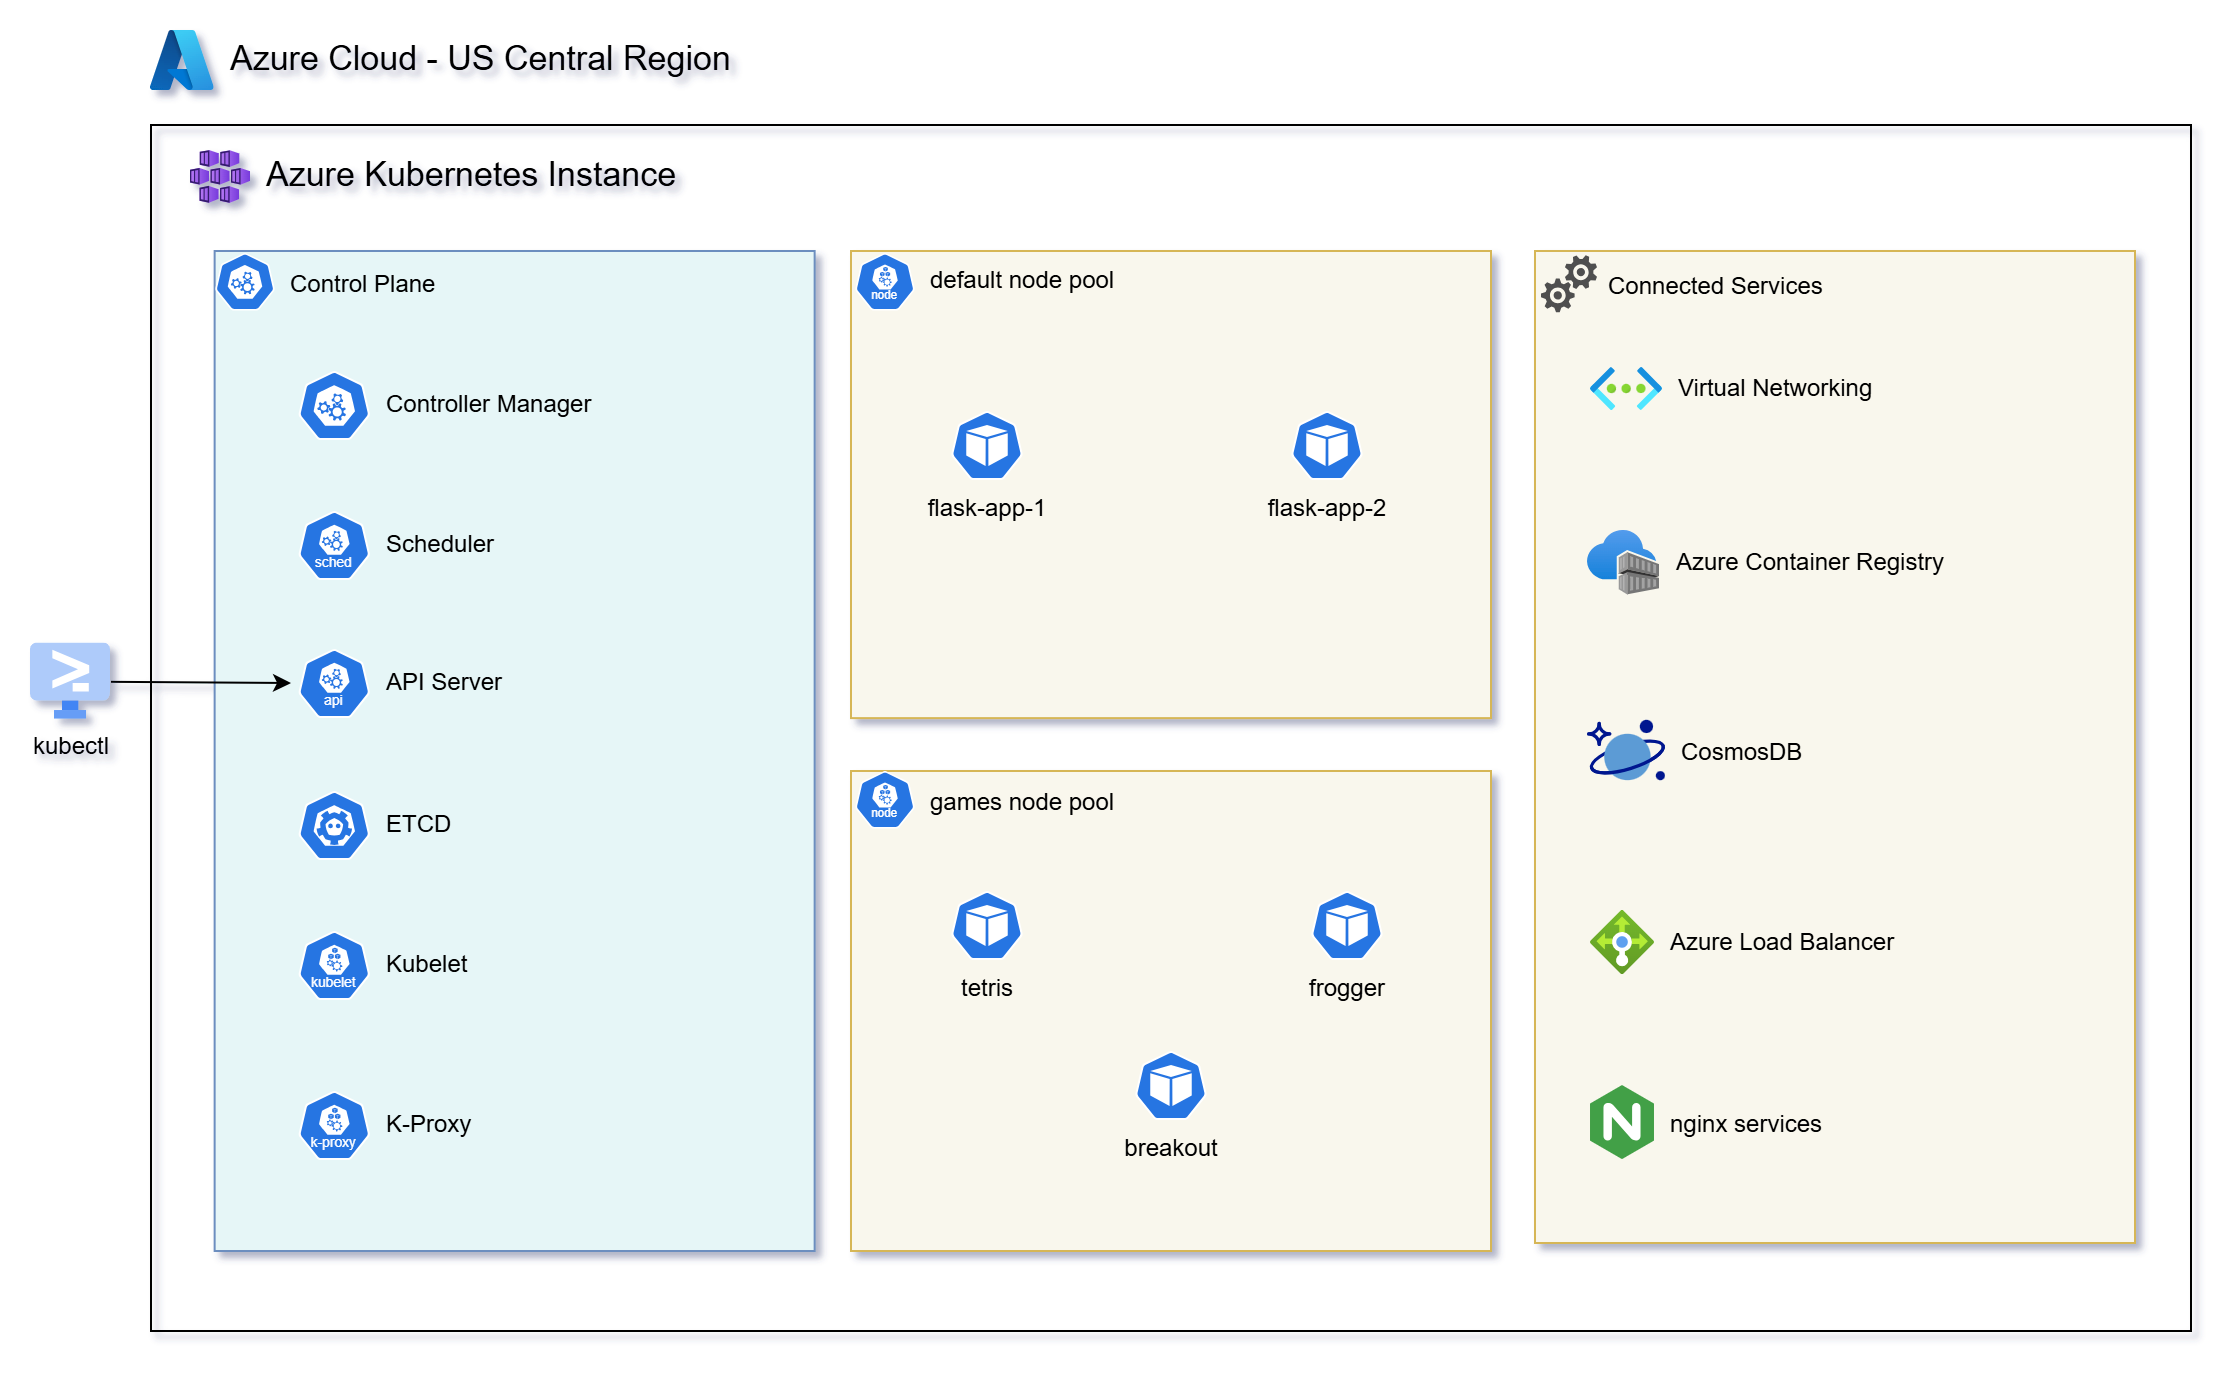 Azure Cloud - US Central Region
Azure Kubernetes Instance
Control Plane
Controller Manager
sched
Scheduler
api
API Server
ETCD
kubelet
Kubelet
k-proxy
K-Proxy
kubectl
node
default node pool
flask-app-1
flask-app-2
node
games node pool
tetris
frogger
breakout
Connected Services
Virtual Networking
Azure Container Registry
CosmosDB
Azure Load Balancer
N
nginx services